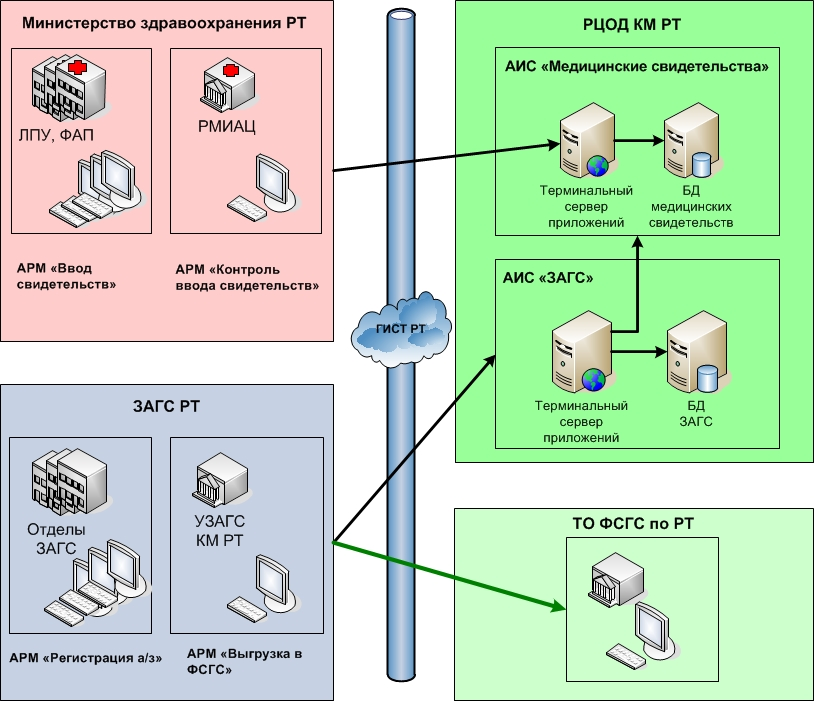 Министерство здравоохранения РТ
ЛПУ, ФАП
РМИАЦ
АРМ «Ввод
свидетельств»
АРМ «Контроль
ввода свидетельств»
ГИСТ РТ
РЦОД КМ РТ
АИС «Медицинские свидетельства»
Терминальный
сервер
приложений
БД
медицинских
свидетельств
АИС «ЗАГС»
Терминальный
сервер
приложений
БД
ЗАГС
ЗАГС РТ
Отделы
ЗАГС
УЗАГС
КМ РТ
АРМ «Регистрация а/з»
АРМ «Выгрузка в
ФСГС»
ТО ФСГС по РТ